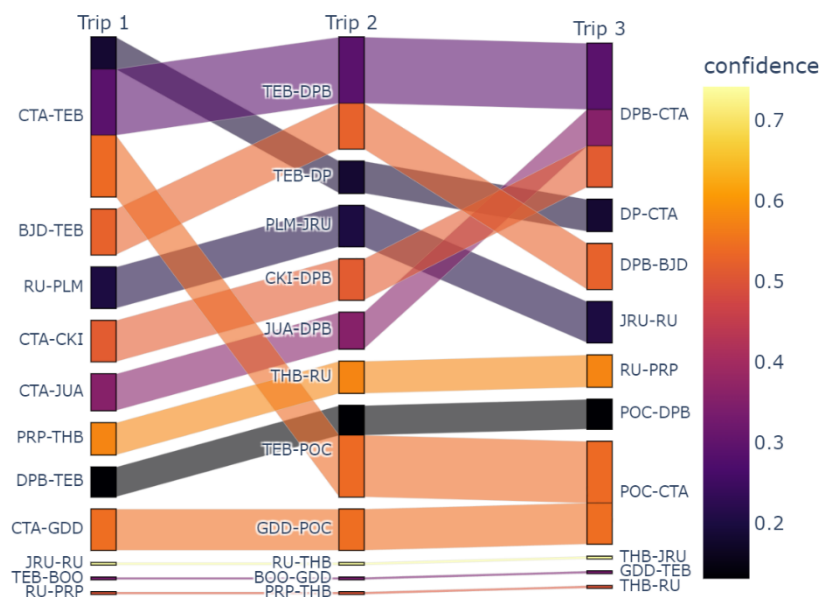 Trip 1
Trip 2
Trip 3
confidence
CTA-TEB
BJD-TEB
RU-PLM
CTA-CKI
CTA-JUA
PRP-THB
DPB-TEB
CTA-GDD
JRU-RU
TEB-BOO
RU-PRP
TEB-DPB
TEB-DP
PLM-JRU
CKI-DPB
JUA-DPB
THB-RU
TEB-POC
GDD-POC
RU-THB
BOO-GDD
PRP-THB
DPB-CTA
DP-CTA
DPB-BJD
JRU-RU
RU-PRP
POC-DPB
POC-CTA
THB-JRU
GDD-TEB
THB-RU
0.7
0.6
0.5
0.4
0.3
0.2